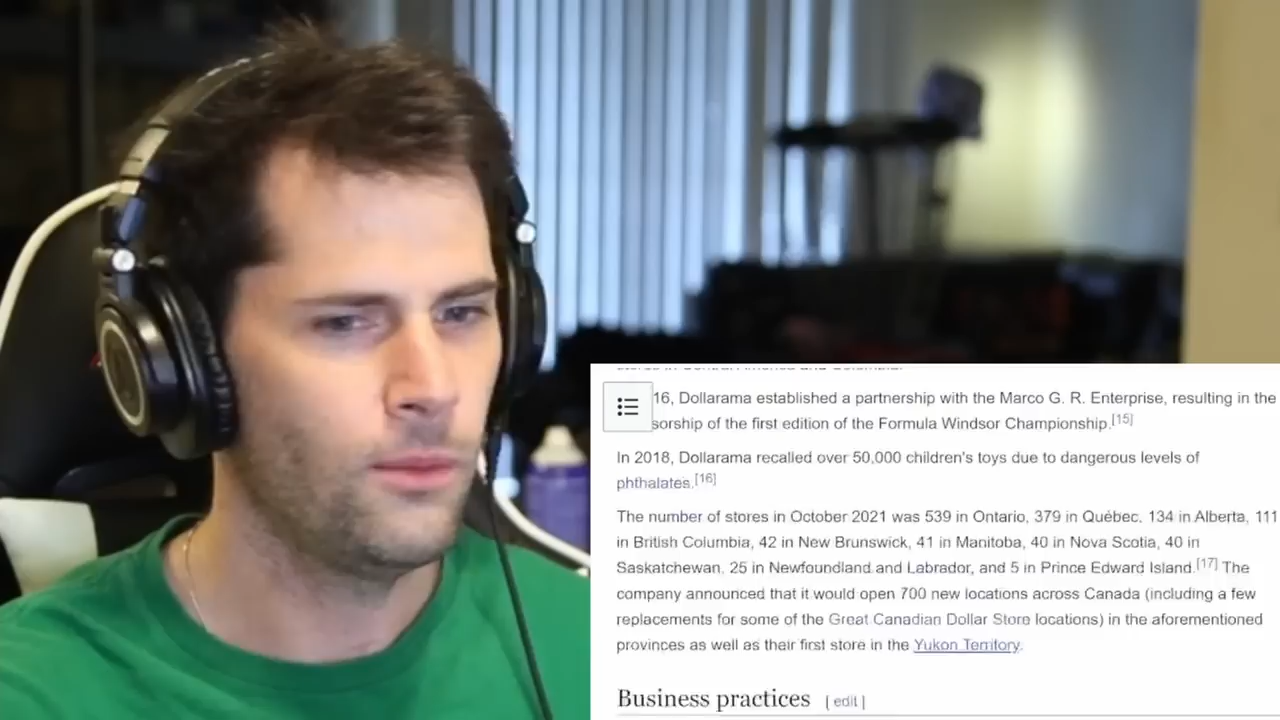 16, Dollarama established a partnership with the Marco G. R. Enterprise, resulting in the
sorship of the first edition of the Formula Windsor Championship.[15]
In 2018, Dollarama recalled over 50,000 children's toys due to dangerous levels of
phthalates.[16]
The number of stores in October 2021 was 539 in Ontario, 379 in Québec, 134 in Alberta, 111
in British Columbia, 42 in New Brunswick, 41 in Manitoba, 40 in Nova Scotia, 40 in
Saskatchewan, 25 in Newfoundland and Labrador, and 5 in Prince Edward Island.[17] The
company announced that it would open 700 new locations across Canada (including a few
replacements for some of the Great Canadian Dollar Store locations) in the aforementioned
provinces as well as their first store in the Yukon Territory.
Business practices [ edit ]